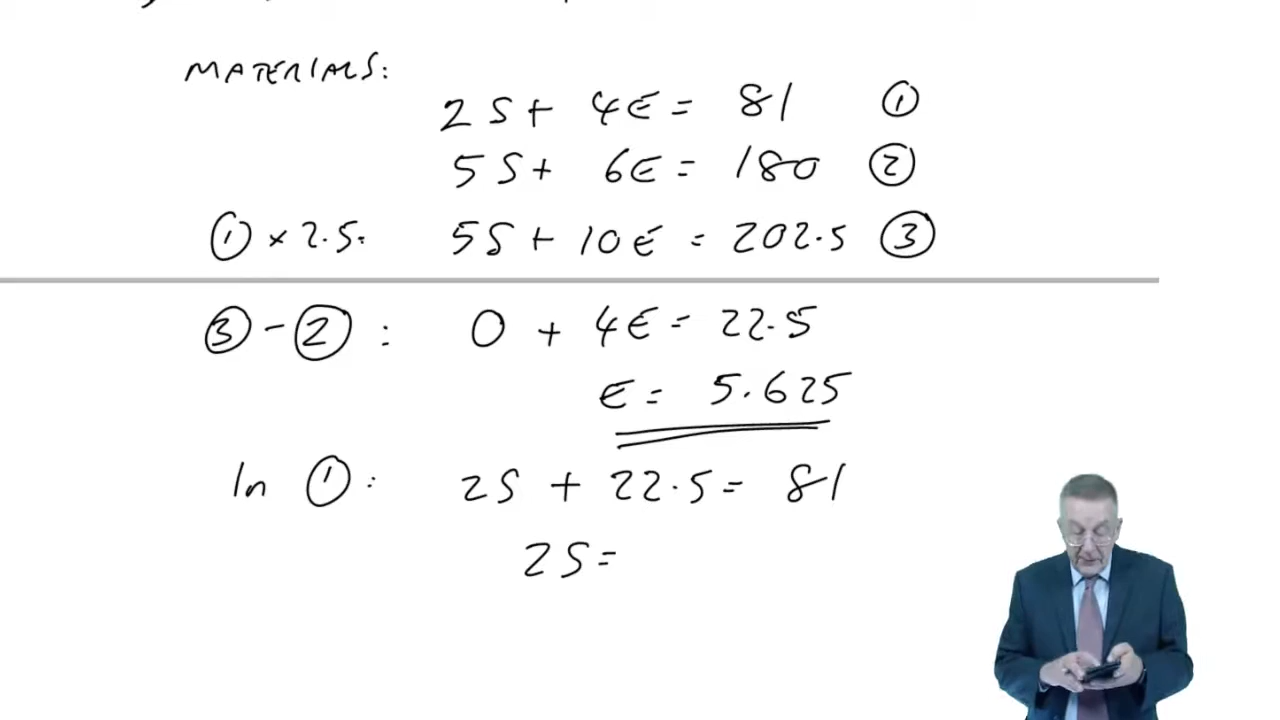 MATERIALS:
2S + 4E = 81 ①
5S + 6E = 180 ②
① × 2.5 = 5S + 10E = 202.5 ③
③ - ② : 0 + 4E = 22.5
E = 5.625
In ① : 2S + 22.5 = 81
2S =